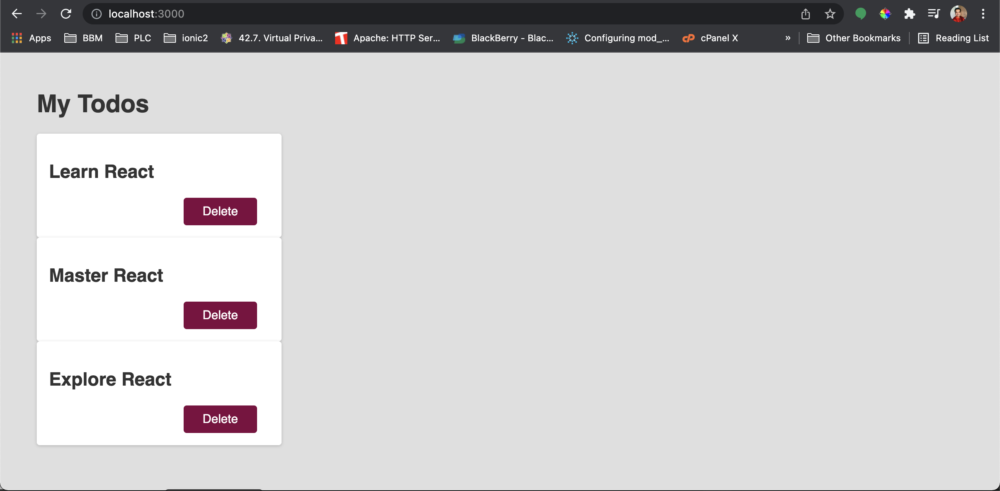 localhost:3000
Apps BBM PLC ionic2 42.7. Virtual Priva... Apache: HTTP Ser... BlackBerry - Blac... Configuring mod_... cP cPanel X » Other Bookmarks Reading List
My Todos
Learn React
Delete
Master React
Delete
Explore React
Delete